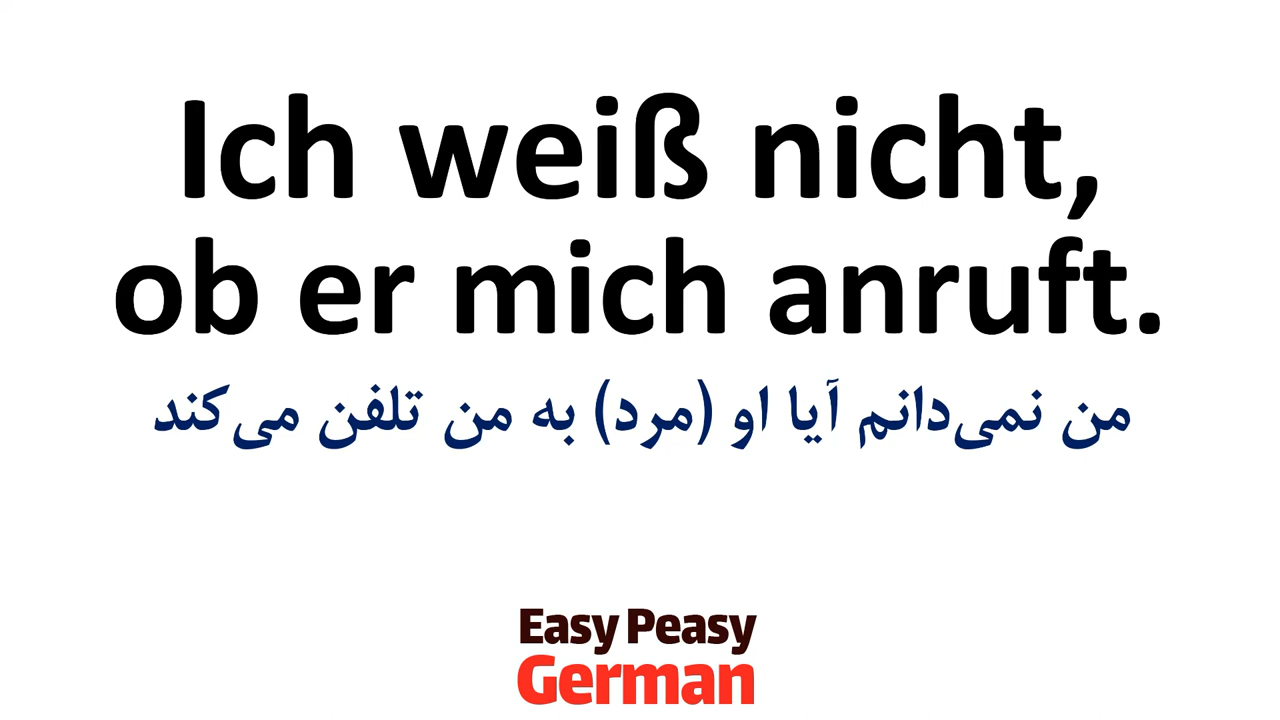 Ich weiß nicht,
ob er mich anruft.
من نمی‌دانم آیا او (مرد) به من تلفن می‌کند
Easy Peasy
German